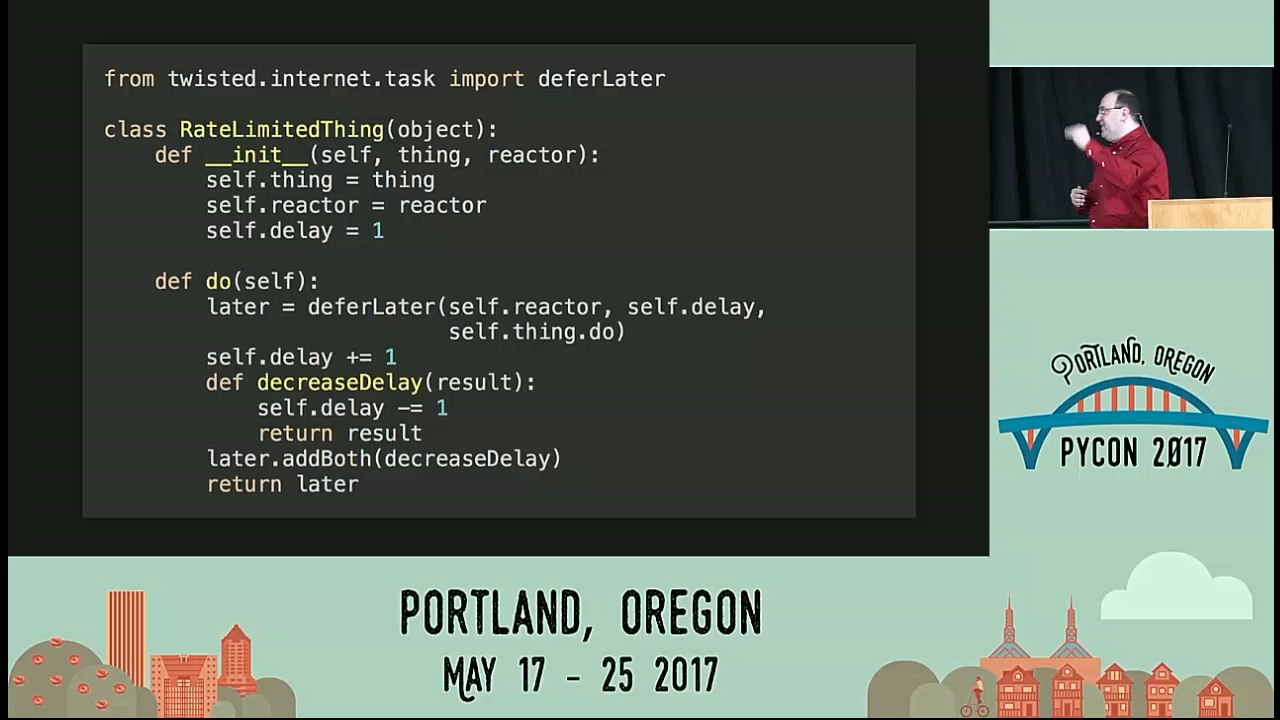 from twisted.internet.task import deferLater
class RateLimitedThing(object):
    def __init__(self, thing, reactor):
        self.thing = thing
        self.reactor = reactor
        self.delay = 1
    def do(self):
        later = deferLater(self.reactor, self.delay,
                           self.thing.do)
        self.delay += 1
        def decreaseDelay(result):
            self.delay -= 1
            return result
        later.addBoth(decreaseDelay)
        return later
PORTLAND, OREGON
PYCON 2017
PORTLAND, OREGON
MAY 17 - 25 2017